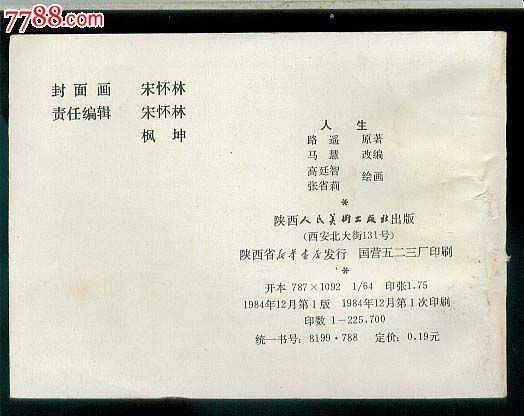 7788.com
封面画 宋怀林
责任编辑 宋怀林
枫坤
人生
路遥 原著
马慧 改编
高廷智
张省莉 绘画
*
陕西人民美术出版社出版
(西安北大街131号)
陕西省新华书店发行 国营五二三厂印刷
*
开本 787×1092 1/64 印张1.75
1984年12月第1版 1984年12月第1次印刷
印数 1—225,700
统一书号: 8199·788 定价: 0.19元